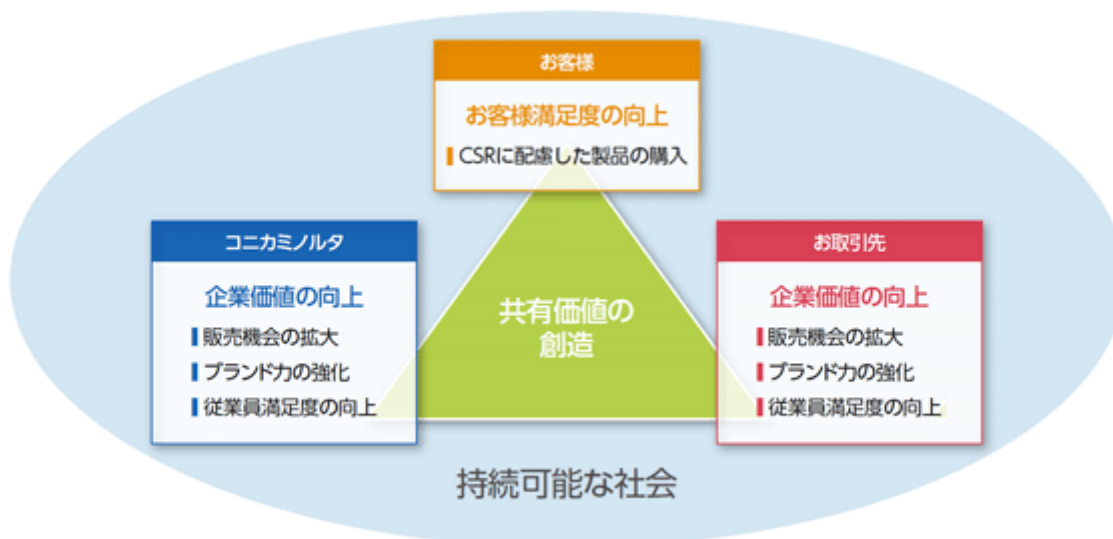 お客様
お客様満足度の向上
CSRに配慮した製品の購入
コニカミノルタ
企業価値の向上
販売機会の拡大
ブランド力の強化
従業員満足度の向上
共有価値の
創造
お取引先
企業価値の向上
販売機会の拡大
ブランド力の強化
従業員満足度の向上
持続可能な社会